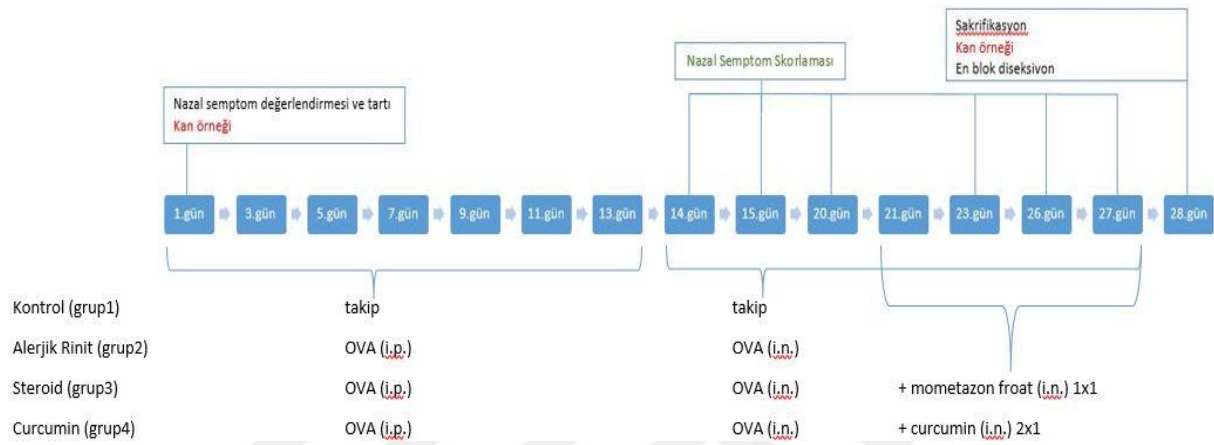 Sakrifikasyon
Kan örneği
En blok diseksivon
Nazal Semptom Skorlaması
Nazal semptom değerlendirmesi ve tartı
Kan örneği
1.gün 3.gün 5.gün 7.gün 9.gün 11.gün 13.gün 14.gün 15.gün 20.gün 21.gün 23.gün 26.gün 27.gün 28.gün
Kontrol (grup1) takip takip
Alerjik Rinit (grup2) OVA (i.p.) OVA (i.n.)
Steroid (grup3) OVA (i.p.) OVA (i.n.) + mometazon froat (i.n.) 1x1
Curcumin (grup4) OVA (i.p.) OVA (i.n.) + curcumin (i.n.) 2x1